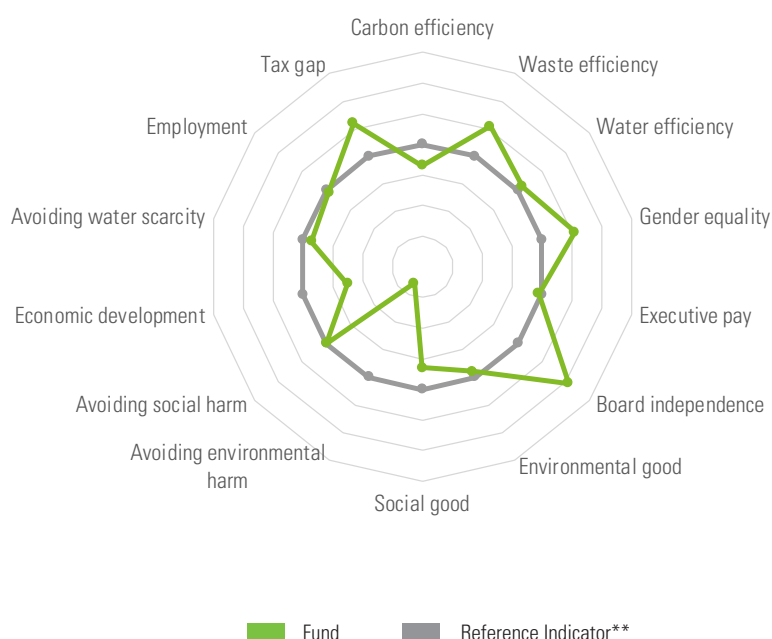 Carbon efficiency
Tax gap
Waste efficiency
Employment
Water efficiency
Avoiding water scarcity
Gender equality
Economic development
Executive pay
Avoiding social harm
Board independence
Avoiding environmental
harm
Environmental good
Social good
Fund
Reference Indicator**